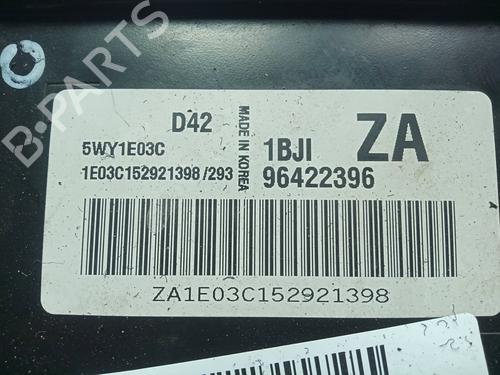 D42
MADE IN KOREA
1BJI
ZA
5WY1E03C
1E03C152921398/293
96422396
ZA1E03C152921398
B-PARTS